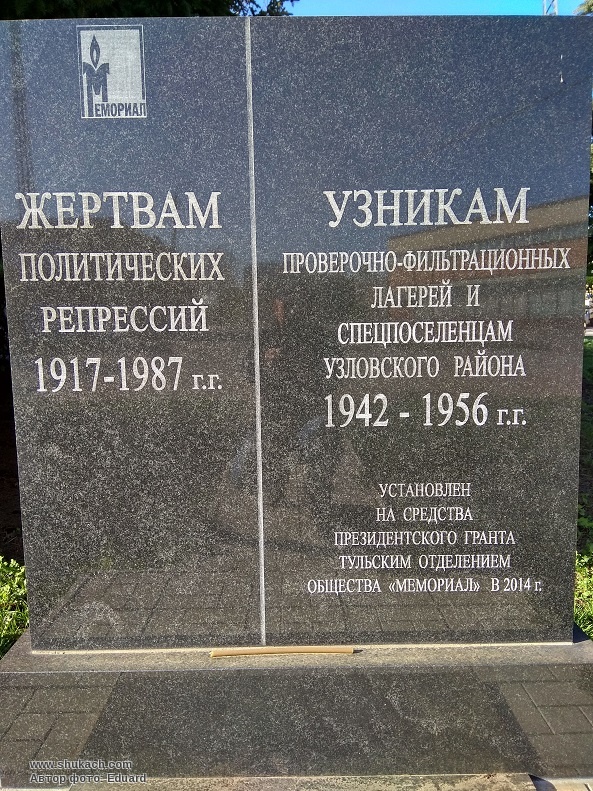 МЕМОРИАЛ
ЖЕРТВАМ
ПОЛИТИЧЕСКИХ
РЕПРЕССИЙ
1917-1987 г.г.
УЗНИКАМ
ПРОВЕРОЧНО-ФИЛЬТРАЦИОННЫХ
ЛАГЕРЕЙ И
СПЕЦПОСЕЛЕНЦАМ
УЗЛОВСКОГО РАЙОНА
1942 - 1956 г.г.
УСТАНОВЛЕН
НА СРЕДСТВА
ПРЕЗИДЕНТСКОГО ГРАНТА
ТУЛЬСКИМ ОТДЕЛЕНИЕМ
ОБЩЕСТВА «МЕМОРИАЛ» В 2014 г.
www.shukach.com
Автор фото-Eduard